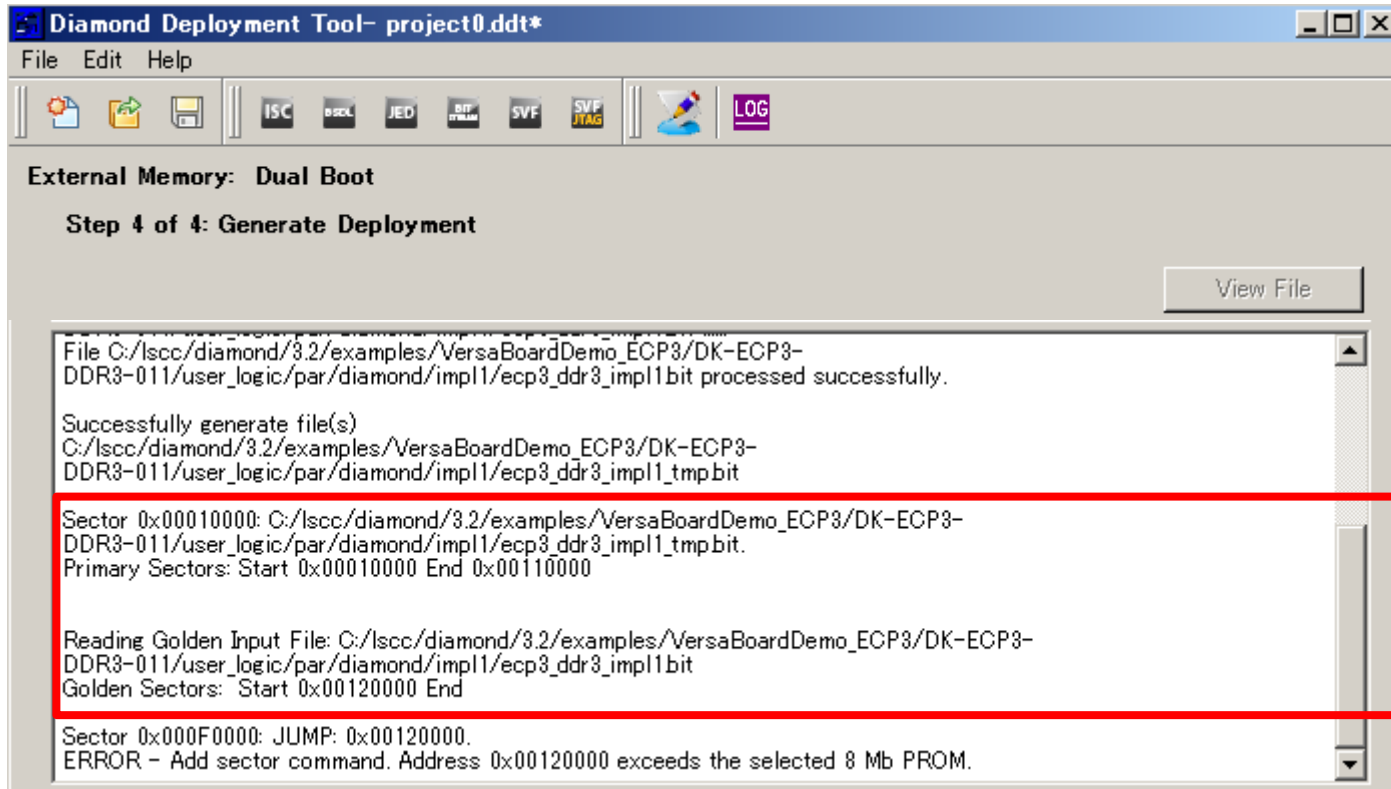 Diamond Deployment Tool- project0.ddt*
File Edit Help
ISC BSDL JED BIT SVF SVF JTAG LOG
External Memory: Dual Boot
Step 4 of 4: Generate Deployment
View File
File C:/lscc/diamond/3.2/examples/VersaBoardDemo_ECP3/DK-ECP3-
DDR3-011/user_logic/par/diamond/impl1/ecp3_ddr3_impl1.bit processed successfully.
Successfully generate file(s)
C:/lscc/diamond/3.2/examples/VersaBoardDemo_ECP3/DK-ECP3-
DDR3-011/user_logic/par/diamond/impl1/ecp3_ddr3_impl1_tmp.bit
Sector 0x00010000: C:/lscc/diamond/3.2/examples/VersaBoardDemo_ECP3/DK-ECP3-
DDR3-011/user_logic/par/diamond/impl1/ecp3_ddr3_impl1_tmp.bit.
Primary Sectors: Start 0x00010000 End 0x00110000
Reading Golden Input File: C:/lscc/diamond/3.2/examples/VersaBoardDemo_ECP3/DK-ECP3-
DDR3-011/user_logic/par/diamond/impl1/ecp3_ddr3_impl1.bit
Golden Sectors:  Start 0x00120000 End
Sector 0x000F0000: JUMP: 0x00120000.
ERROR - Add sector command. Address 0x00120000 exceeds the selected 8 Mb PROM.